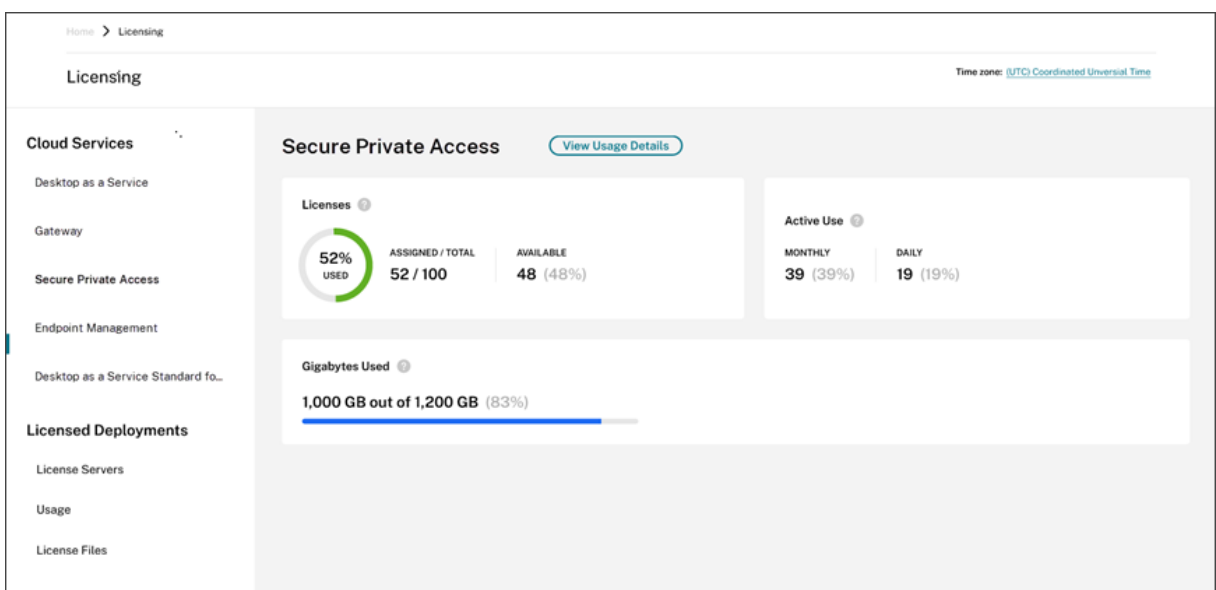 Home > Licensing
Licensing
Time zone: (UTC) Coordinated Unversial Time
Cloud Services
Desktop as a Service
Gateway
Secure Private Access
Endpoint Management
Desktop as a Service Standard fo...
Licensed Deployments
License Servers
Usage
License Files
Secure Private Access
View Usage Details
Licenses ?
52%
USED
ASSIGNED / TOTAL
52 / 100
AVAILABLE
48 (48%)
Active Use ?
MONTHLY
39 (39%)
DAILY
19 (19%)
Gigabytes Used ?
1,000 GB out of 1,200 GB (83%)